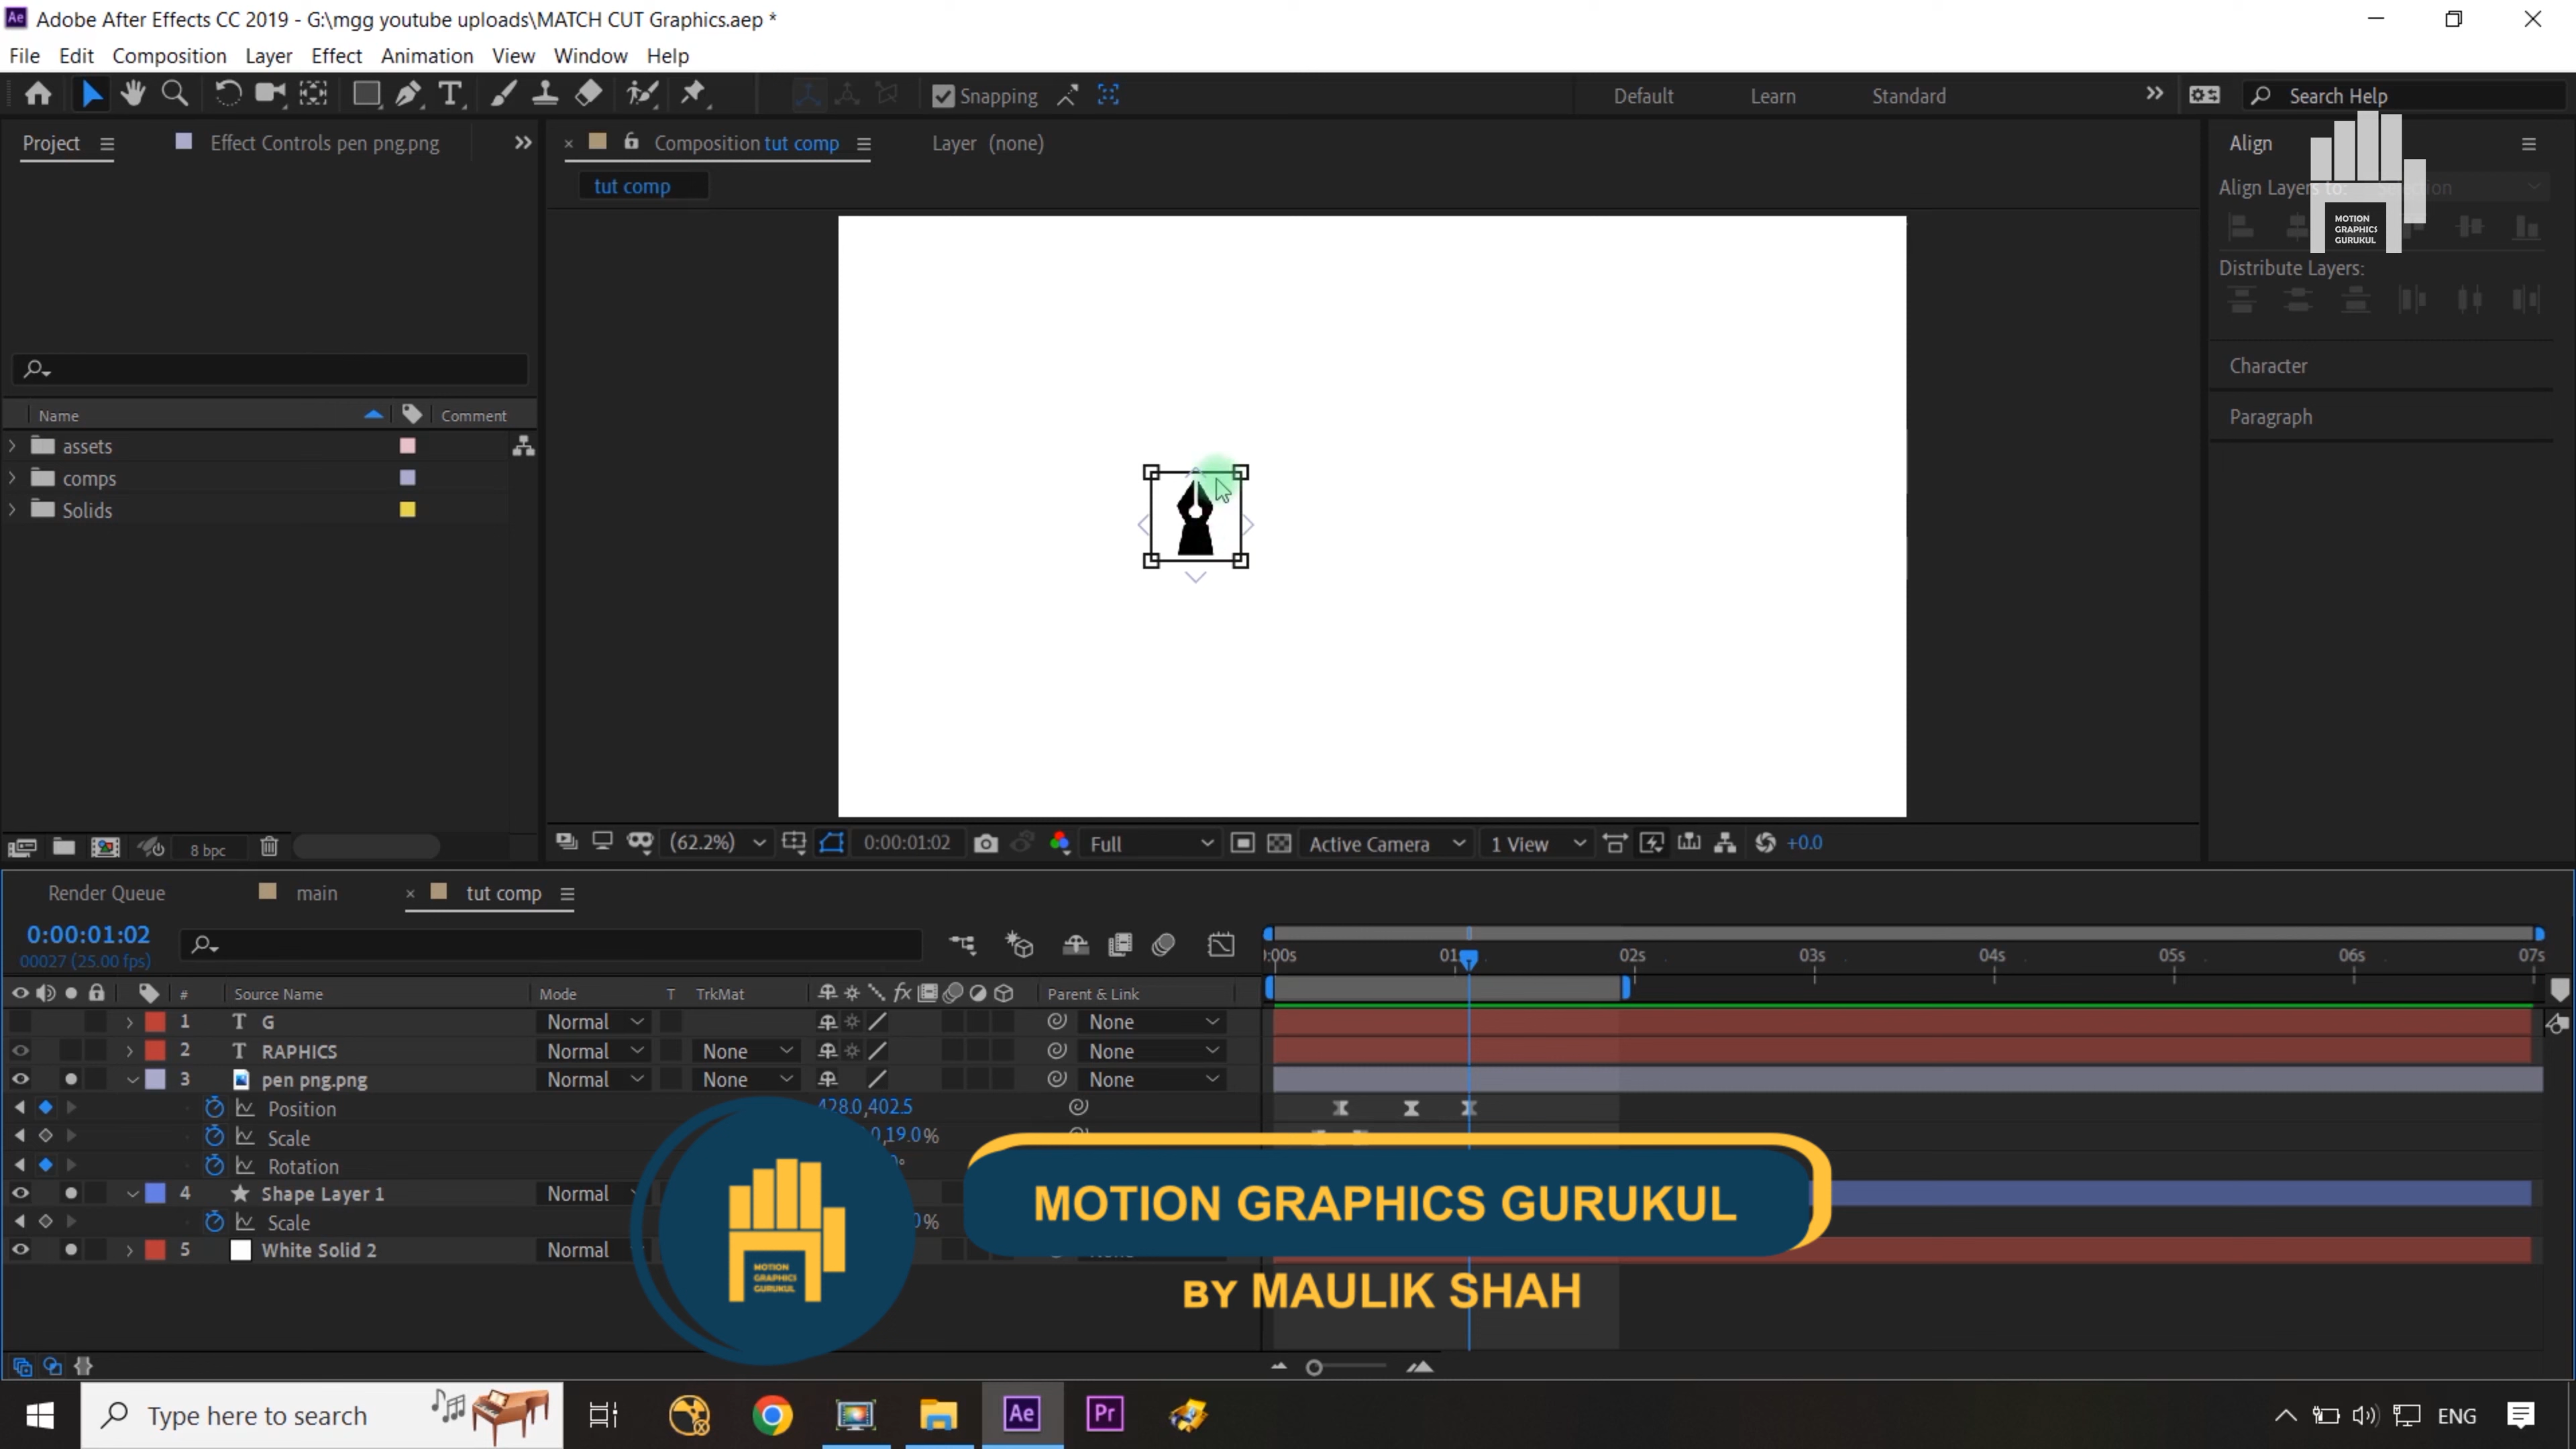 Ae Adobe After Effects CC 2019 - G:\mgg youtube uploads\MATCH CUT Graphics.aep *
File Edit Composition Layer Effect Animation View Window Help
Snapping Default Learn Standard Search Help
Project Effect Controls pen png.png Composition tut comp Layer (none) Align
tut comp
Align Layers to:
MOTION
GRAPHICS
GURUKUL
Distribute Layers:
Character
Paragraph
Name Comment
assets
comps
Solids
8 bpc (62.2%) 0:00:01:02 Full Active Camera 1 View +0.0
Render Queue main tut comp
0:00:01:02
00027 (25.00 fps)
:00s 02s 03s 04s 05s 06s 07s
# Source Name Mode T TrkMat Parent & Link
1 T G Normal None
2 T RAPHICS Normal None None
3 pen png.png Normal None None
Position 428.0,402.5
Scale 0,19.0%
Rotation
4 Shape Layer 1 Normal
Scale 0%
5 White Solid 2 Normal
MOTION
GRAPHICS
GURUKUL
MOTION GRAPHICS GURUKUL
BY MAULIK SHAH
Type here to search Ae Pr ENG